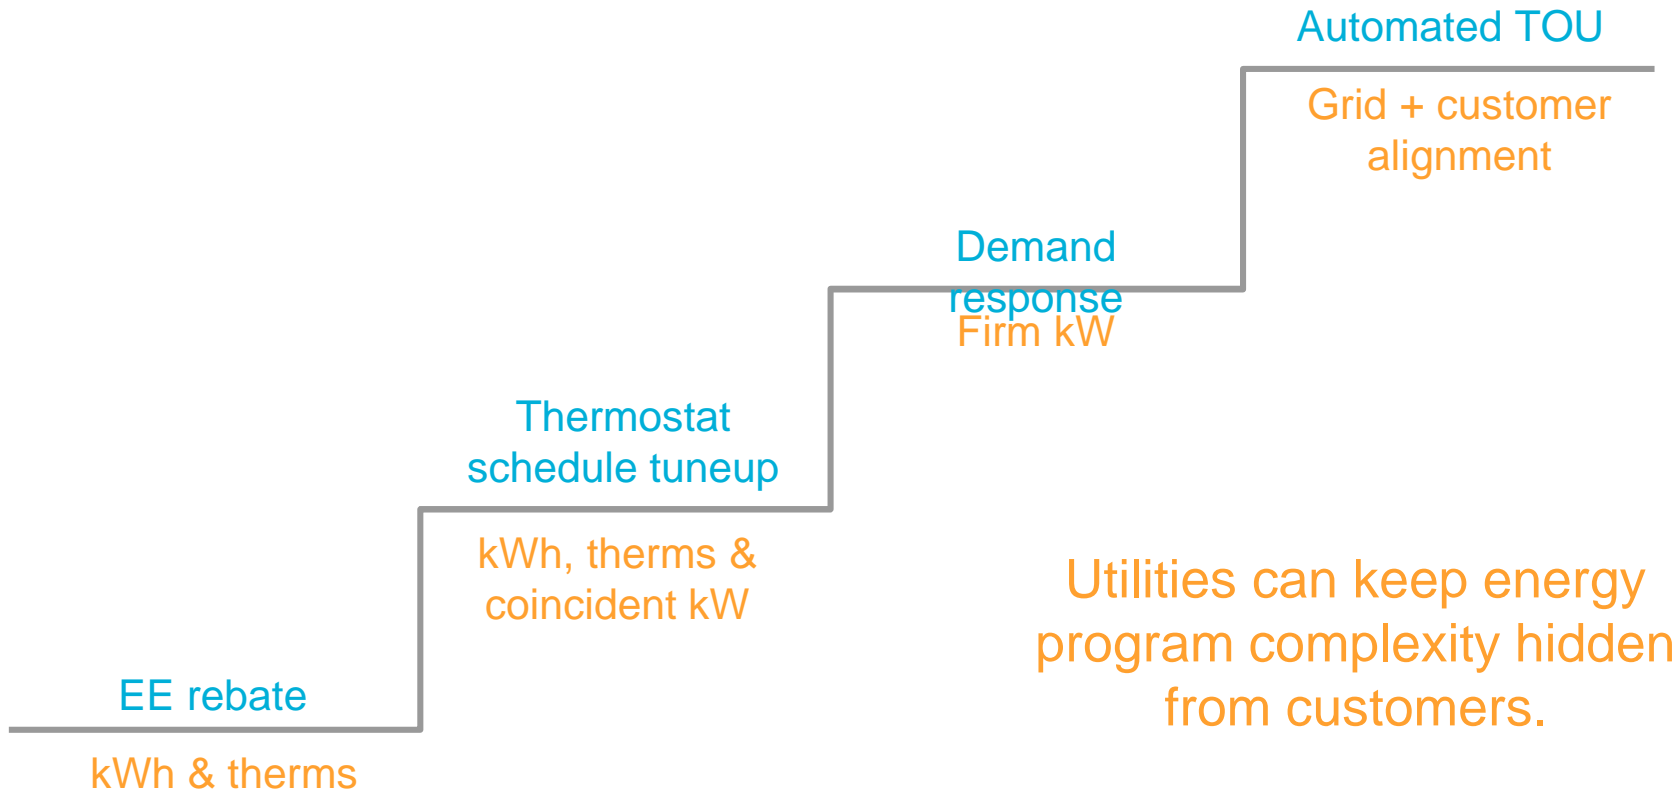 Automated TOU
Grid + customer
alignment
Demand
response
Firm kW
Thermostat
schedule tuneup
kWh, therms &
coincident kW
Utilities can keep energy
program complexity hidden
from customers.
EE rebate
kWh & therms